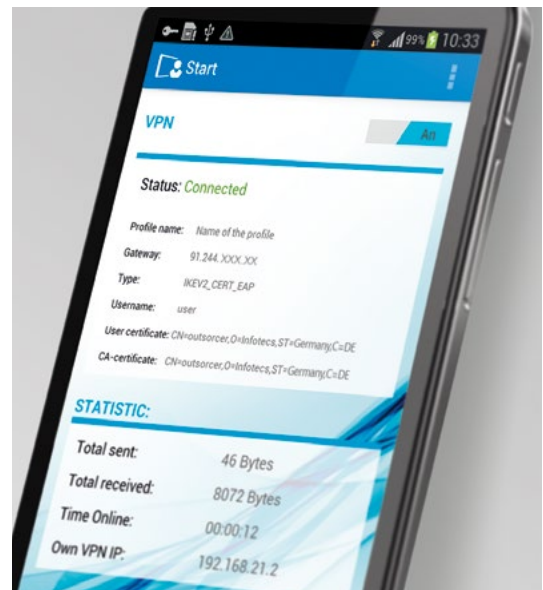 99% 10:33
Start
VPN An
Status: Connected
Profile name: Name of the profile
Gateway: 91.244.XXX.XX
Type: IKEV2_CERT_EAP
Username: user
User certificate: CN=outsorcer,O=Infotecs,ST=Germany,C=DE
CA-certificate: CN=outsorcer,O=Infotecs,ST=Germany,C=DE
STATISTIC:
Total sent: 46 Bytes
Total received: 8072 Bytes
Time Online: 00:00:12
Own VPN IP: 192.168.21.2